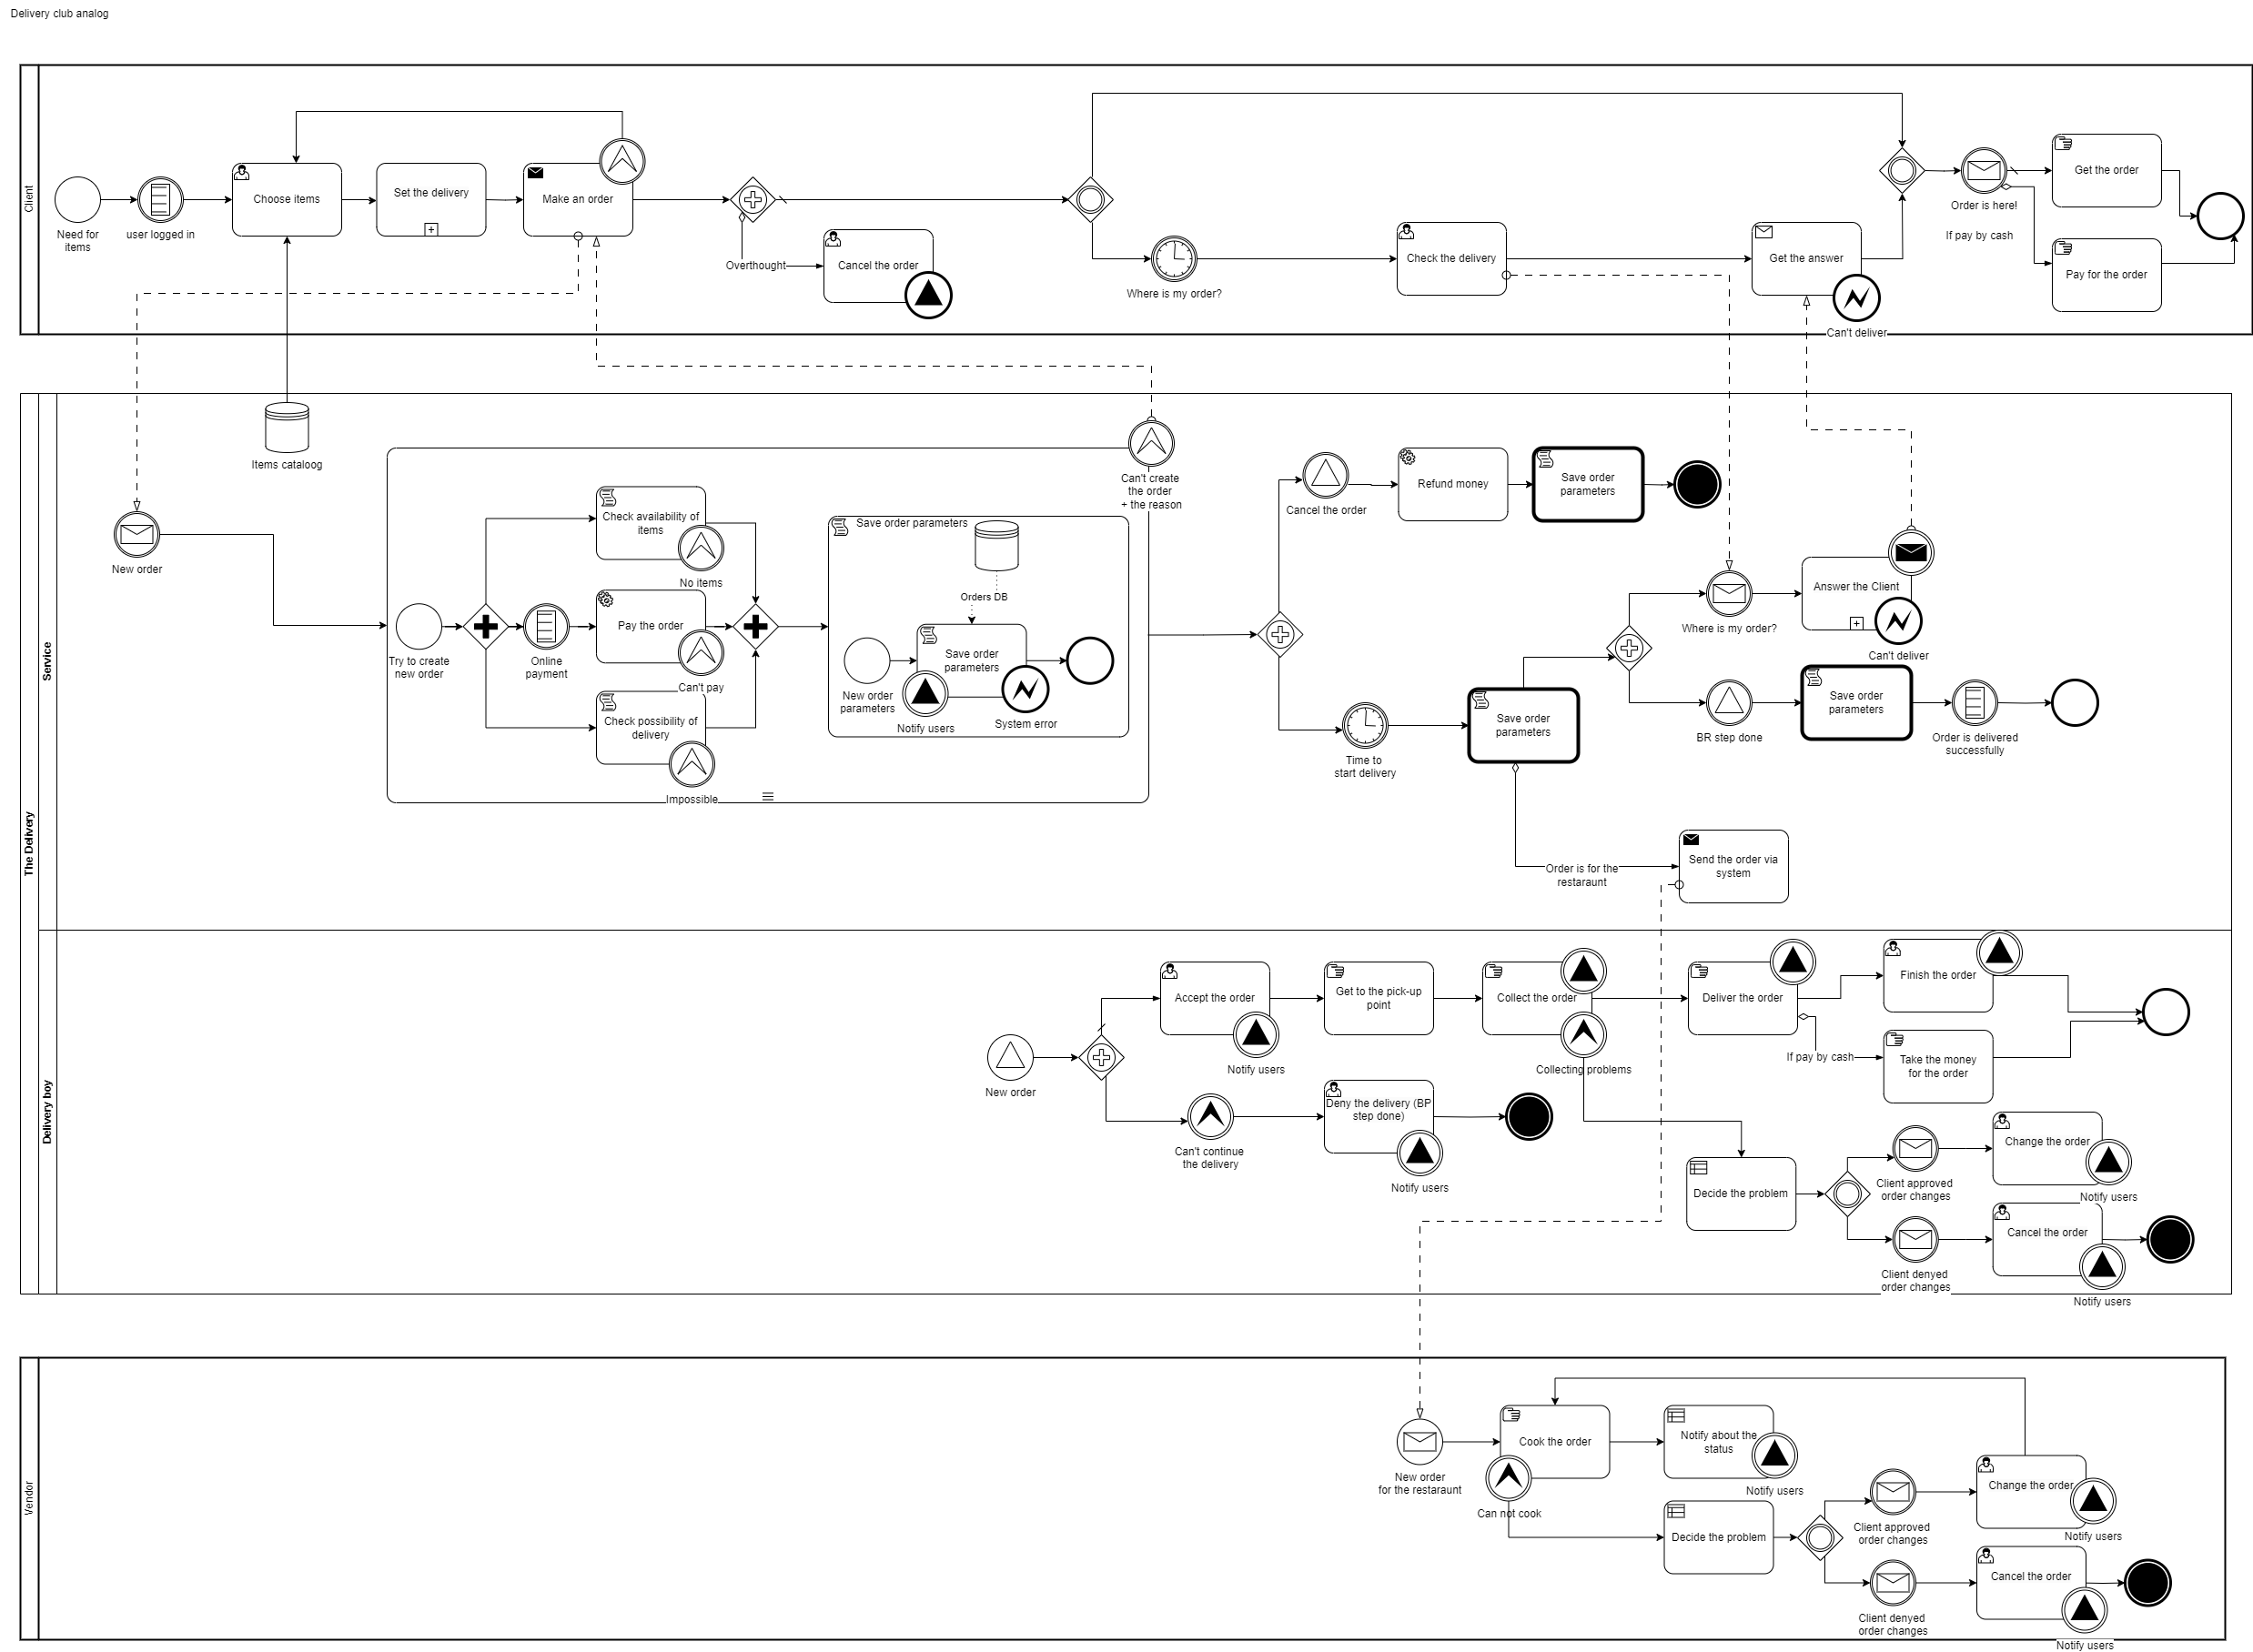 Delivery club analog
Client
Need for
items
user logged in
Choose items
Set the delivery
Make an order
Overthought
Cancel the order
Where is my order?
Check the delivery
Get the answer
Can't deliver
Order is here!
If pay by cash
Get the order
Pay for the order
The Delivery
Service
Items cataloog
New order
Try to create
new order
Check availability of
items
No items
Online
payment
Pay the order
Can't pay
Check possibility of
delivery
Impossible
Save order parameters
Orders DB
New order
parameters
Save order
parameters
Notify users
System error
Can't create
the order
+ the reason
Cancel the order
Refund money
Save order
parameters
Time to
start delivery
Save order
parameters
Where is my order?
Answer the Client
Can't deliver
BR step done
Save order
parameters
Order is delivered
successfully
Order is for the
restaraunt
Send the order via
system
Delivery boy
New order
Accept the order
Notify users
Get to the pick-up
point
Collect the order
Collecting problems
Deliver the order
If pay by cash
Finish the order
Take the money
for the order
Can't continue
the delivery
Deny the delivery (BP
step done)
Notify users
Decide the problem
Client approved
order changes
Change the order
Notify users
Client denyed
order changes
Cancel the order
Notify users
Vendor
New order
for the restaraunt
Cook the order
Can not cook
Notify about the
status
Notify users
Decide the problem
Client approved
order changes
Change the order
Notify users
Client denyed
order changes
Cancel the order
Notify users